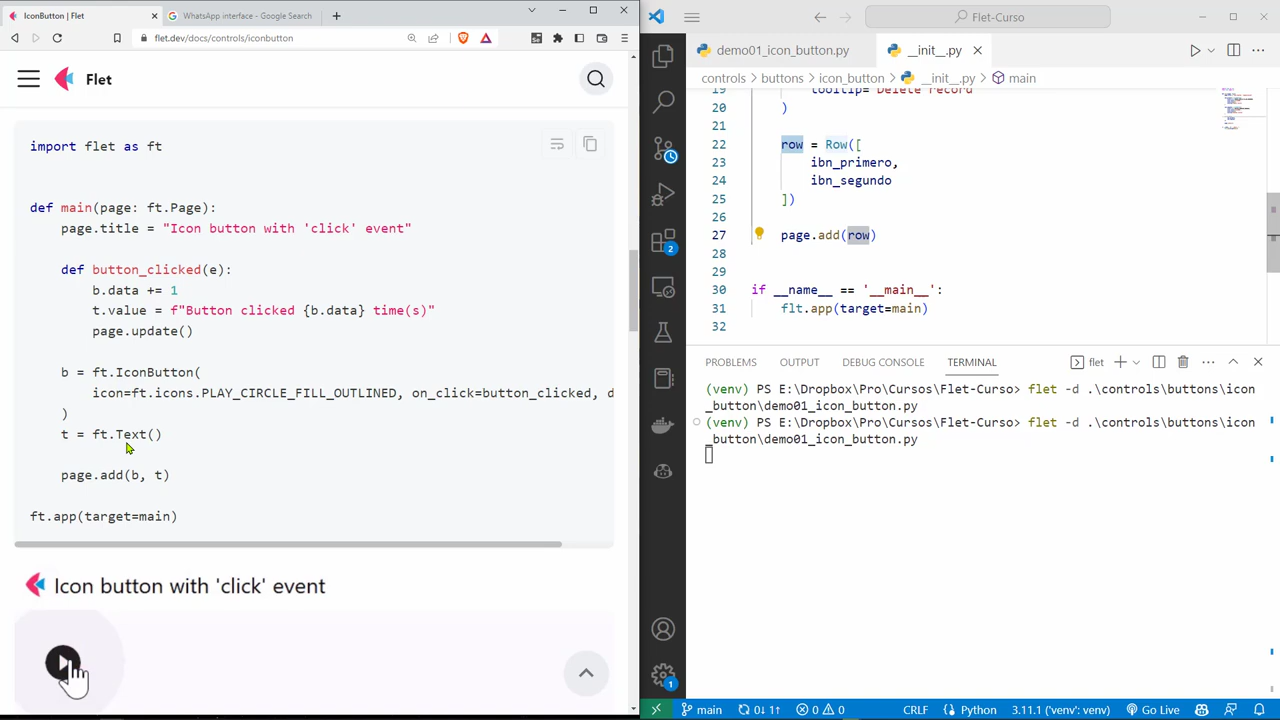 IconButton | Flet
WhatsApp interface - Google Search
flet.dev/docs/controls/iconbutton
Flet
import flet as ft
def main(page: ft.Page):
page.title = "Icon button with 'click' event"
def button_clicked(e):
b.data += 1
t.value = f"Button clicked {b.data} time(s)"
page.update()
b = ft.IconButton(
icon=ft.icons.PLAY_CIRCLE_FILL_OUTLINED, on_click=button_clicked, d
)
t = ft.Text()
page.add(b, t)
ft.app(target=main)
Icon button with 'click' event
Flet-Curso
demo01_icon_button.py
__init__.py
controls > buttons > icon_button > __init__.py > main
19 tooltip="Delete record"
20 )
21
22 row = Row([
23 ibn_primero,
24 ibn_segundo
25 ])
26
27 page.add(row)
28
29
30 if __name__ == '__main__':
31 flt.app(target=main)
32
PROBLEMS OUTPUT DEBUG CONSOLE TERMINAL flet
(venv) PS E:\Dropbox\Pro\Cursos\Flet-Curso> flet -d .\controls\buttons\icon
_button\demo01_icon_button.py
(venv) PS E:\Dropbox\Pro\Cursos\Flet-Curso> flet -d .\controls\buttons\icon
_button\demo01_icon_button.py
2
1
main 0↓ 1↑ 0 0 CRLF Python 3.11.1 ('venv': venv) Go Live